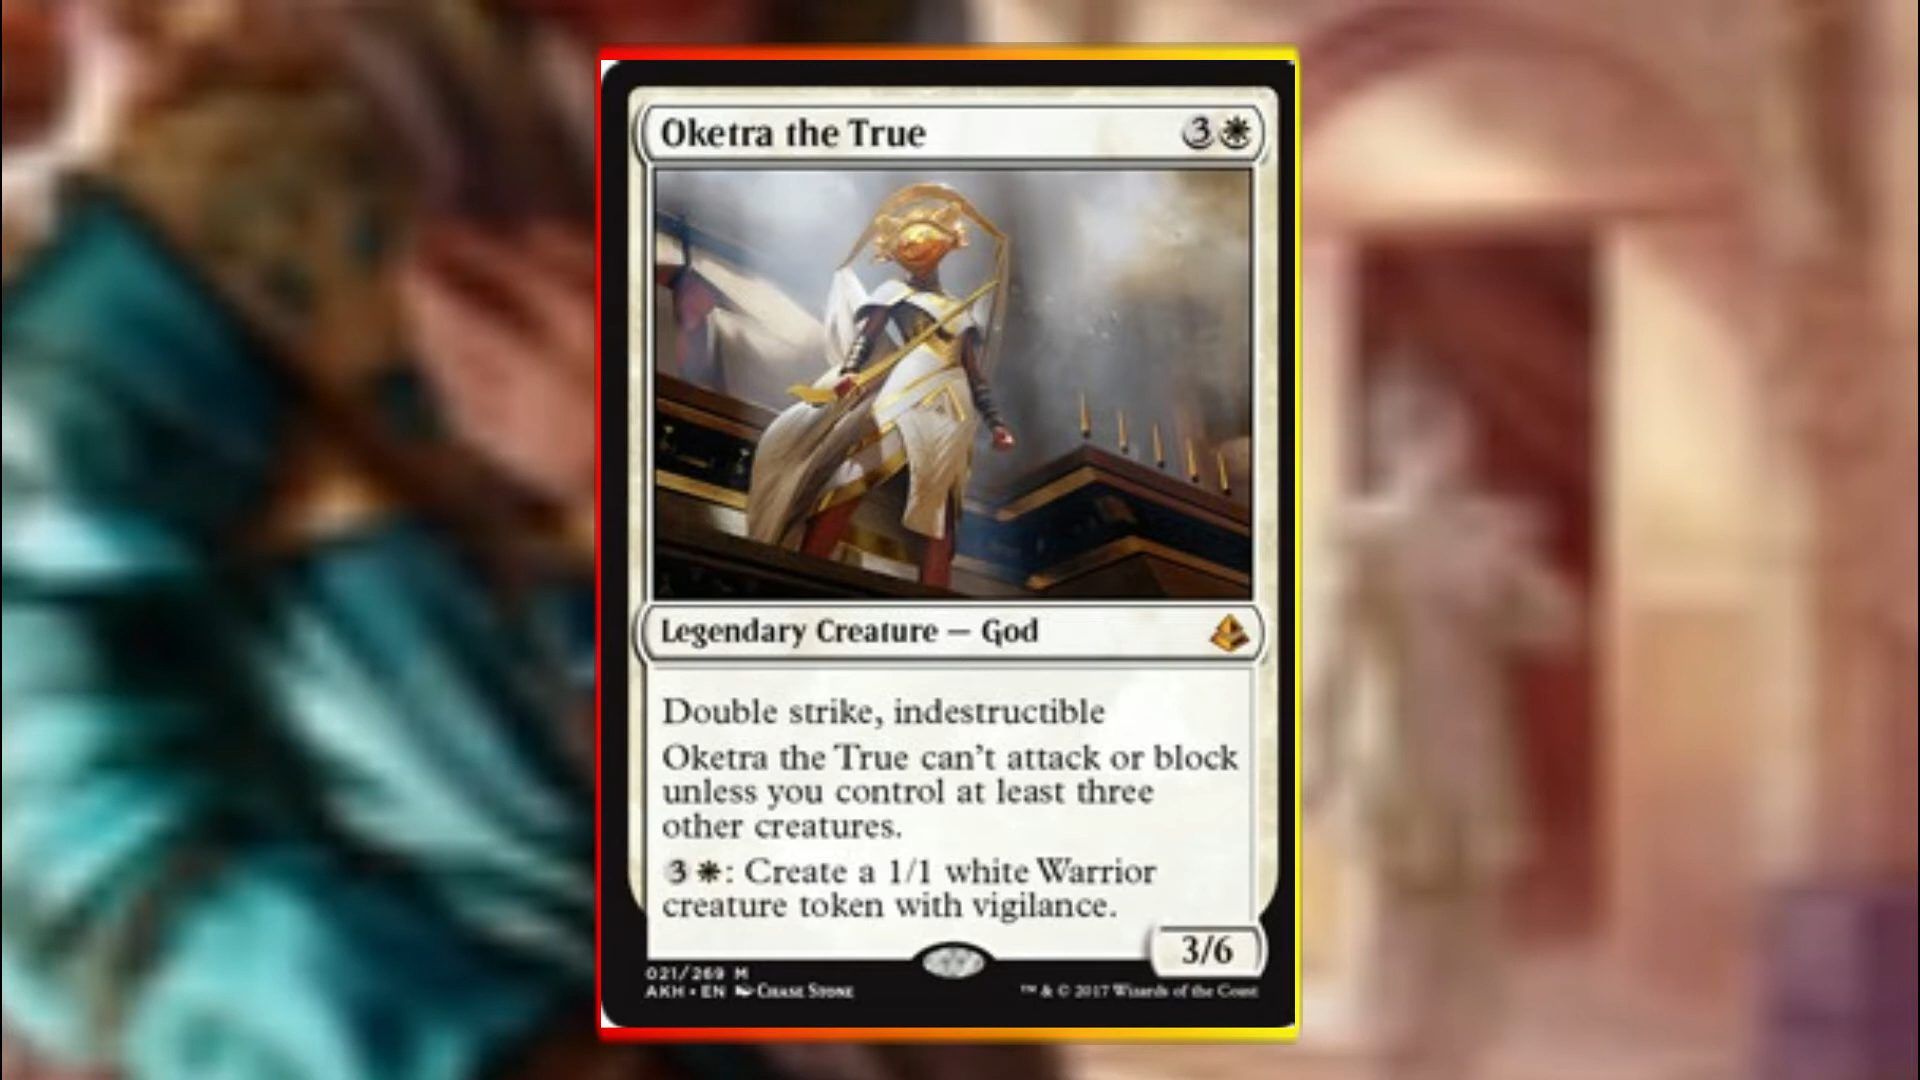 Oketra the True 3
Legendary Creature — God
Double strike, indestructible
Oketra the True can't attack or block
unless you control at least three
other creatures.
3 : Create a 1/1 white Warrior
creature token with vigilance.
3/6
021/269 M
AKH • EN Chase Stone
™ & © 2017 Wizards of the Coast